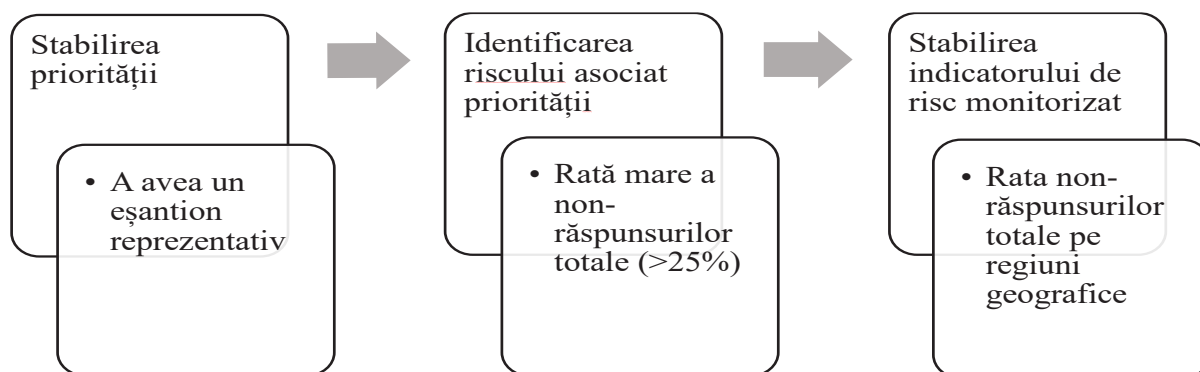 Stabilirea
priorității
• A avea un
eșantion
reprezentativ
Identificarea
riscului asociat
priorității
• Rată mare a
non-
răspunsurilor
totale (>25%)
Stabilirea
indicatorului de
risc monitorizat
• Rata non-
răspunsurilor
totale pe
regiuni
geografice